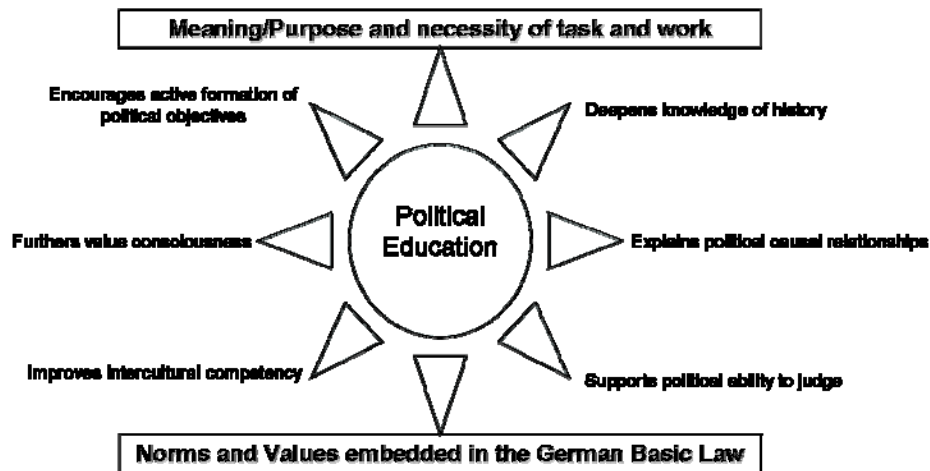 Meaning/Purpose and necessity of task and work
Encourages active formation of
political objectives
Deepens knowledge of history
Political
Education
Furthers value consciousness
Explains political causal relationships
Improves intercultural competency
Supports political ability to judge
Norms and Values embedded in the German Basic Law